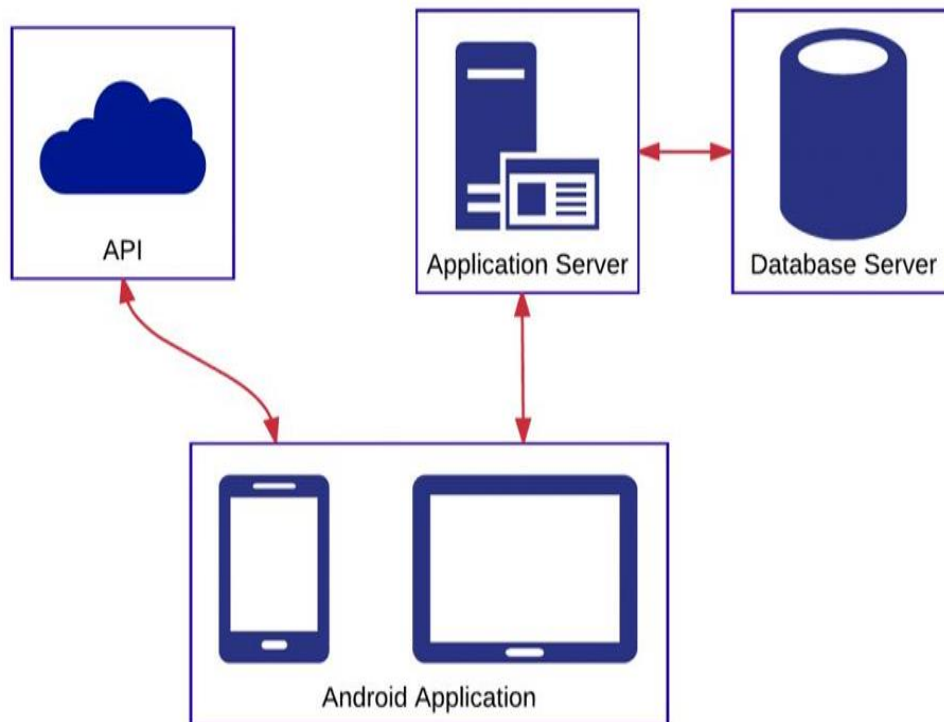 API
Application Server
Database Server
Android Application